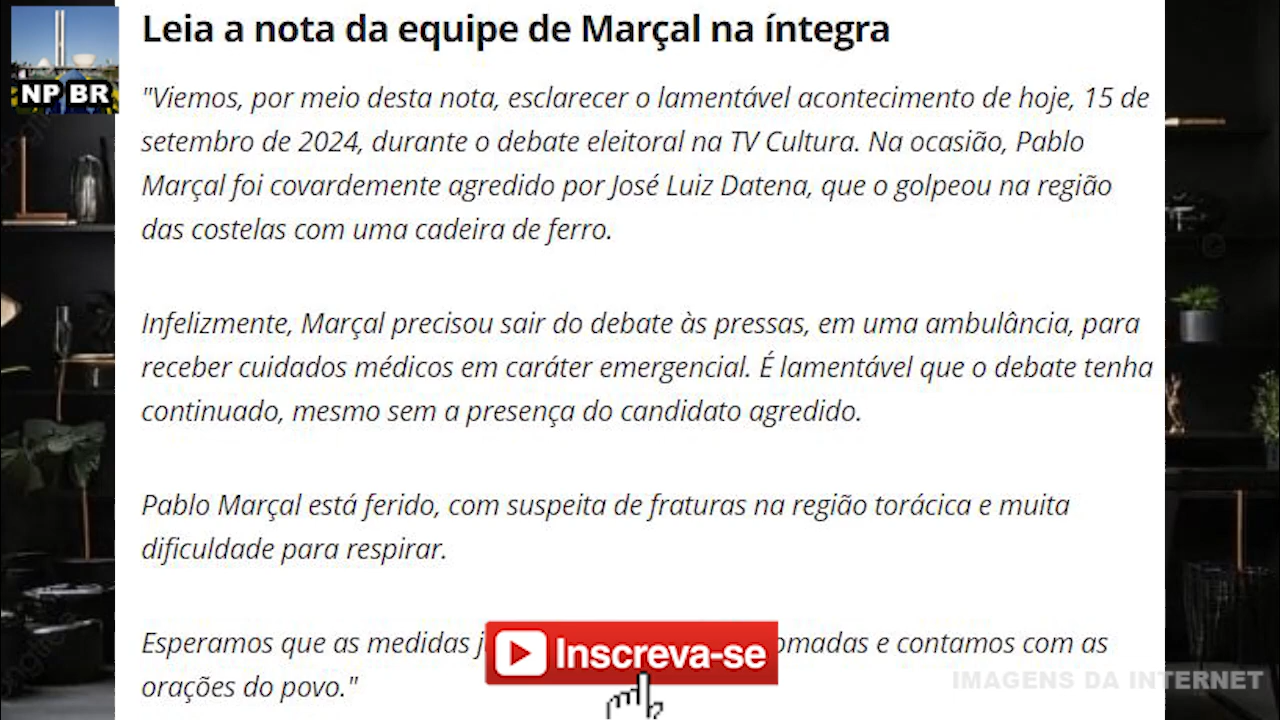 Leia a nota da equipe de Marçal na íntegra
NP BR
"Viemos, por meio desta nota, esclarecer o lamentável acontecimento de hoje, 15 de
setembro de 2024, durante o debate eleitoral na TV Cultura. Na ocasião, Pablo
Marçal foi covardemente agredido por José Luiz Datena, que o golpeou na região
das costelas com uma cadeira de ferro.
Infelizmente, Marçal precisou sair do debate às pressas, em uma ambulância, para
receber cuidados médicos em caráter emergencial. É lamentável que o debate tenha
continuado, mesmo sem a presença do candidato agredido.
Pablo Marçal está ferido, com suspeita de fraturas na região torácica e muita
dificuldade para respirar.
Esperamos que as medidas omadas e contamos com as
Inscreva-se
orações do povo."
IMAGENS DA INTERNET